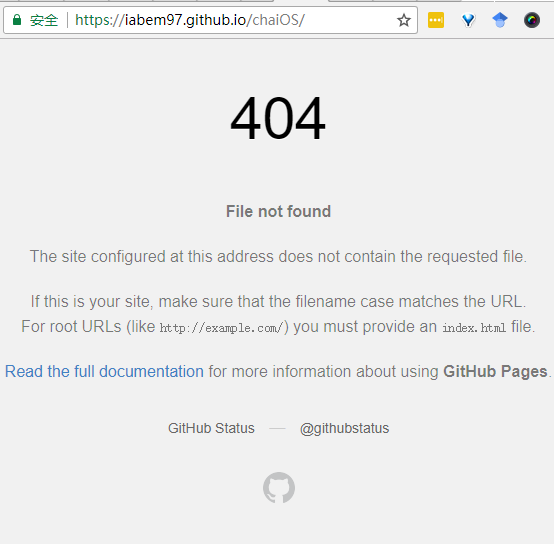 安全 https://iabem97.github.io/chaiOS/
404
File not found
The site configured at this address does not contain the requested file.
If this is your site, make sure that the filename case matches the URL.
For root URLs (like http://example.com/) you must provide an index.html file.
Read the full documentation for more information about using GitHub Pages.
GitHub Status — @githubstatus